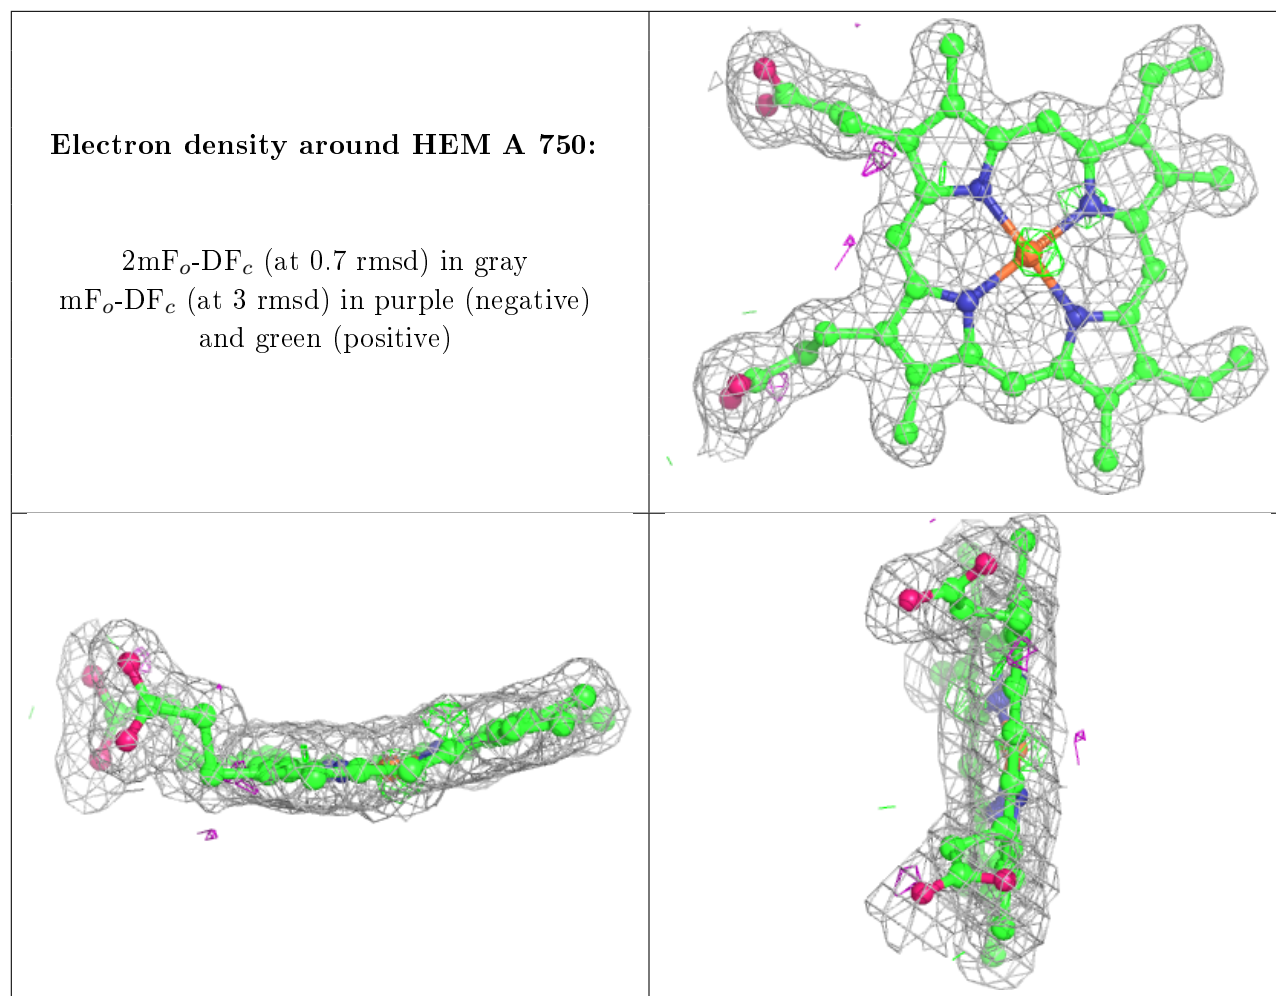 Electron density around HEM A 750:
2mFo-DFc (at 0.7 rmsd) in gray
mFo-DFc (at 3 rmsd) in purple (negative)
and green (positive)